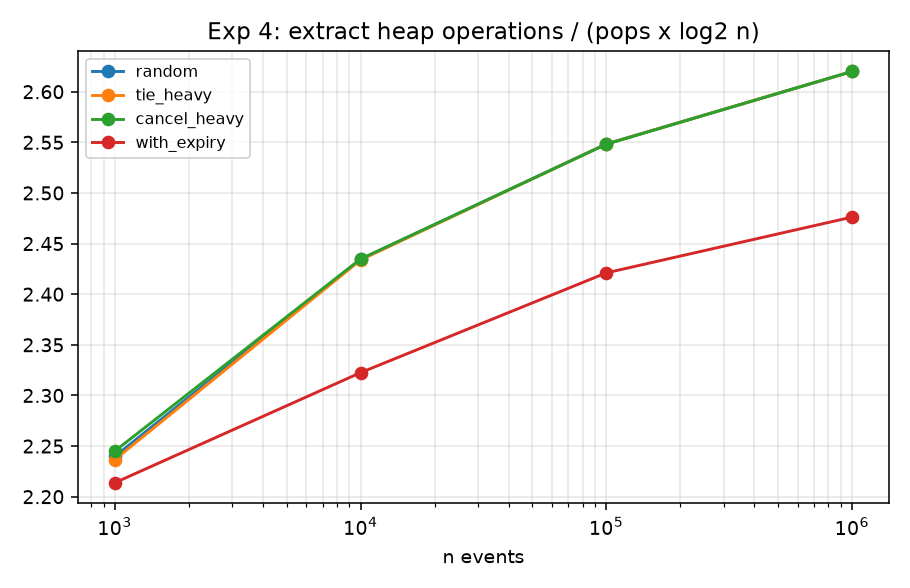 Exp 4: extract heap operations / (pops x log2 n)
random
tie_heavy
cancel_heavy
with_expiry
2.60
2.55
2.50
2.45
2.40
2.35
2.30
2.25
2.20
10³ 10⁴ 10⁵ 10⁶
n events